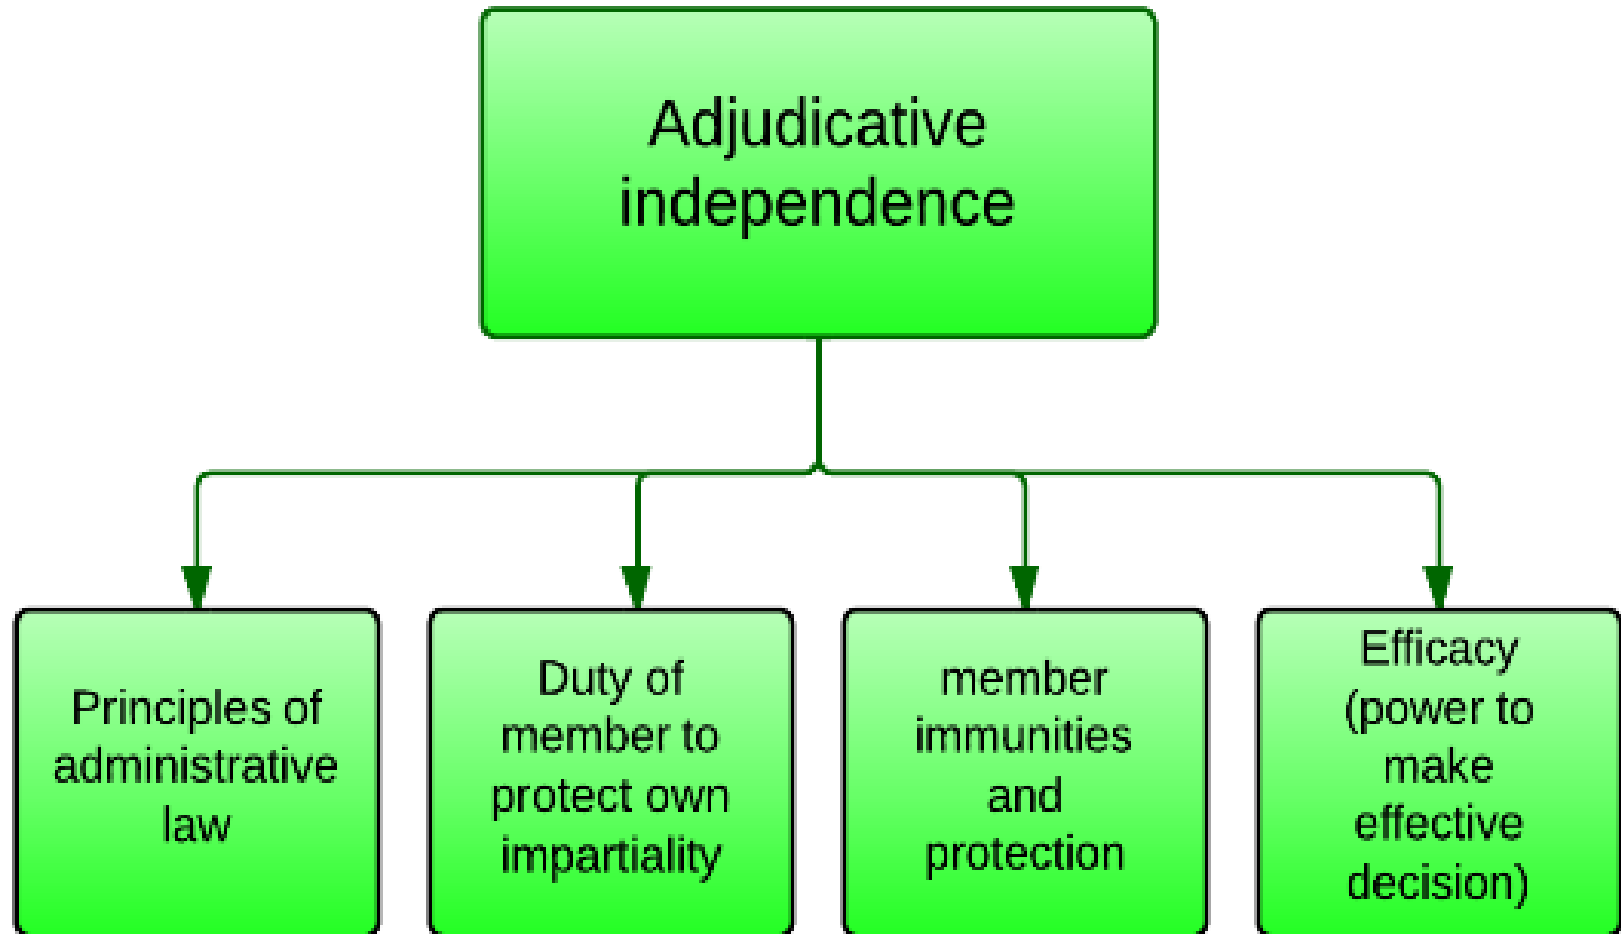 Adjudicative
independence
Principles of
administrative
law
Duty of
member to
protect own
impartiality
member
immunities
and
protection
Efficacy
(power to
make
effective
decision)